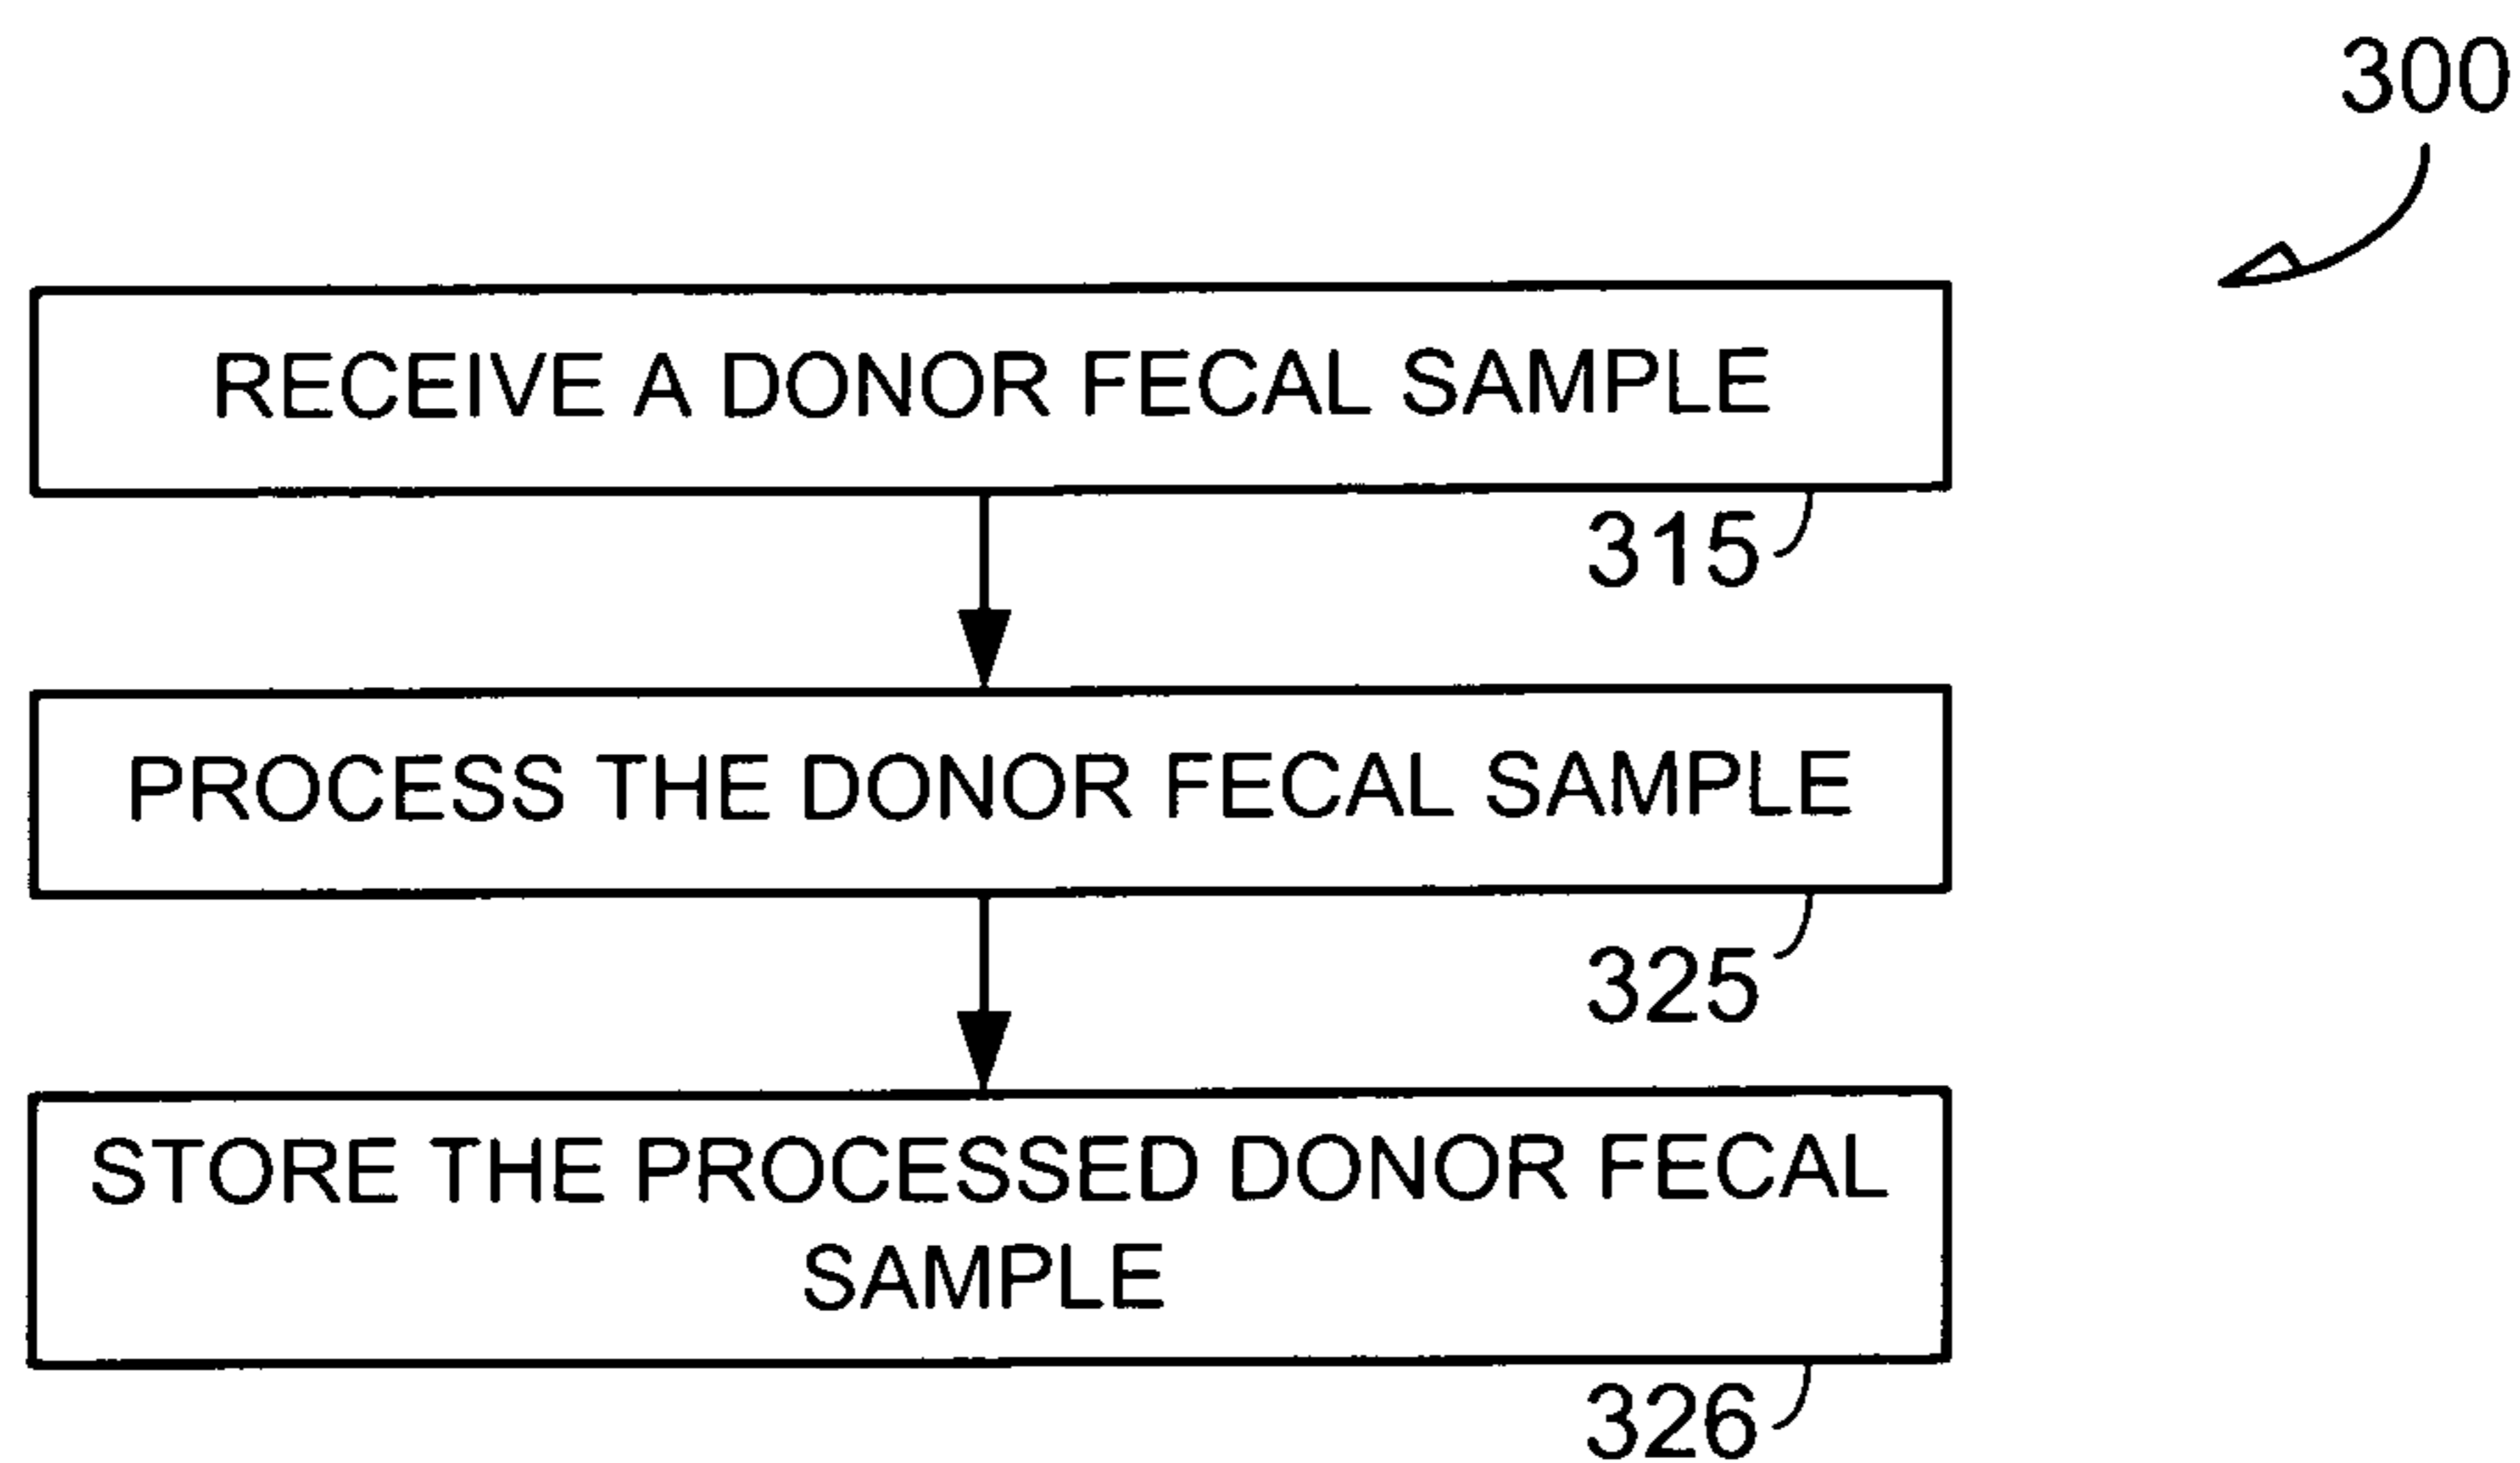 300
RECEIVE A DONOR FECAL SAMPLE
315
PROCESS THE DONOR FECAL SAMPLE
325
STORE THE PROCESSED DONOR FECAL
SAMPLE
326